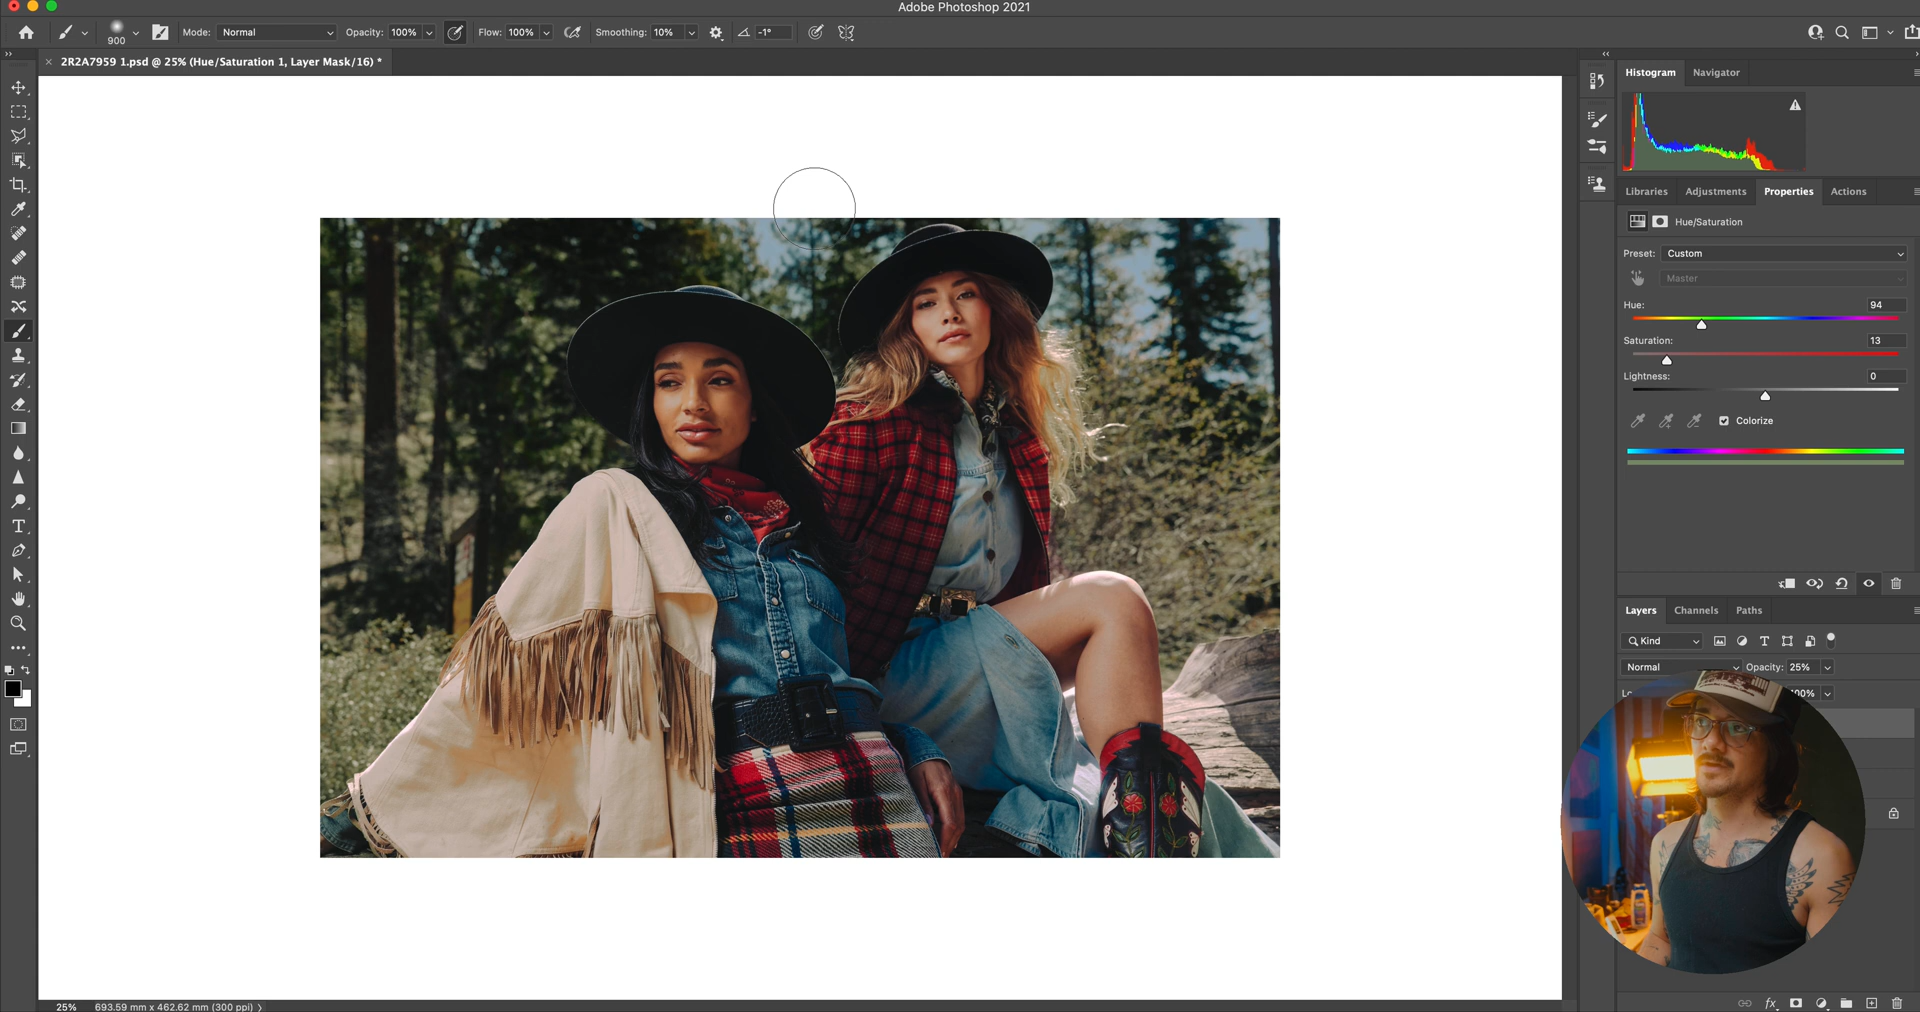 Adobe Photoshop 2021
900
Mode: Normal
Opacity: 100%
Flow: 100%
Smoothing: 10%
-1°
2R2A7959 1.psd @ 25% (Hue/Saturation 1, Layer Mask/16) *
Histogram
Navigator
Libraries
Adjustments
Properties
Actions
Hue/Saturation
Preset: Custom
Master
Hue: 94
Saturation: 13
Lightness: 0
Colorize
Layers
Channels
Paths
Kind
Normal
Opacity: 25%
Lo
100%
25%
693.59 mm x 462.62 mm (300 ppi)
fx